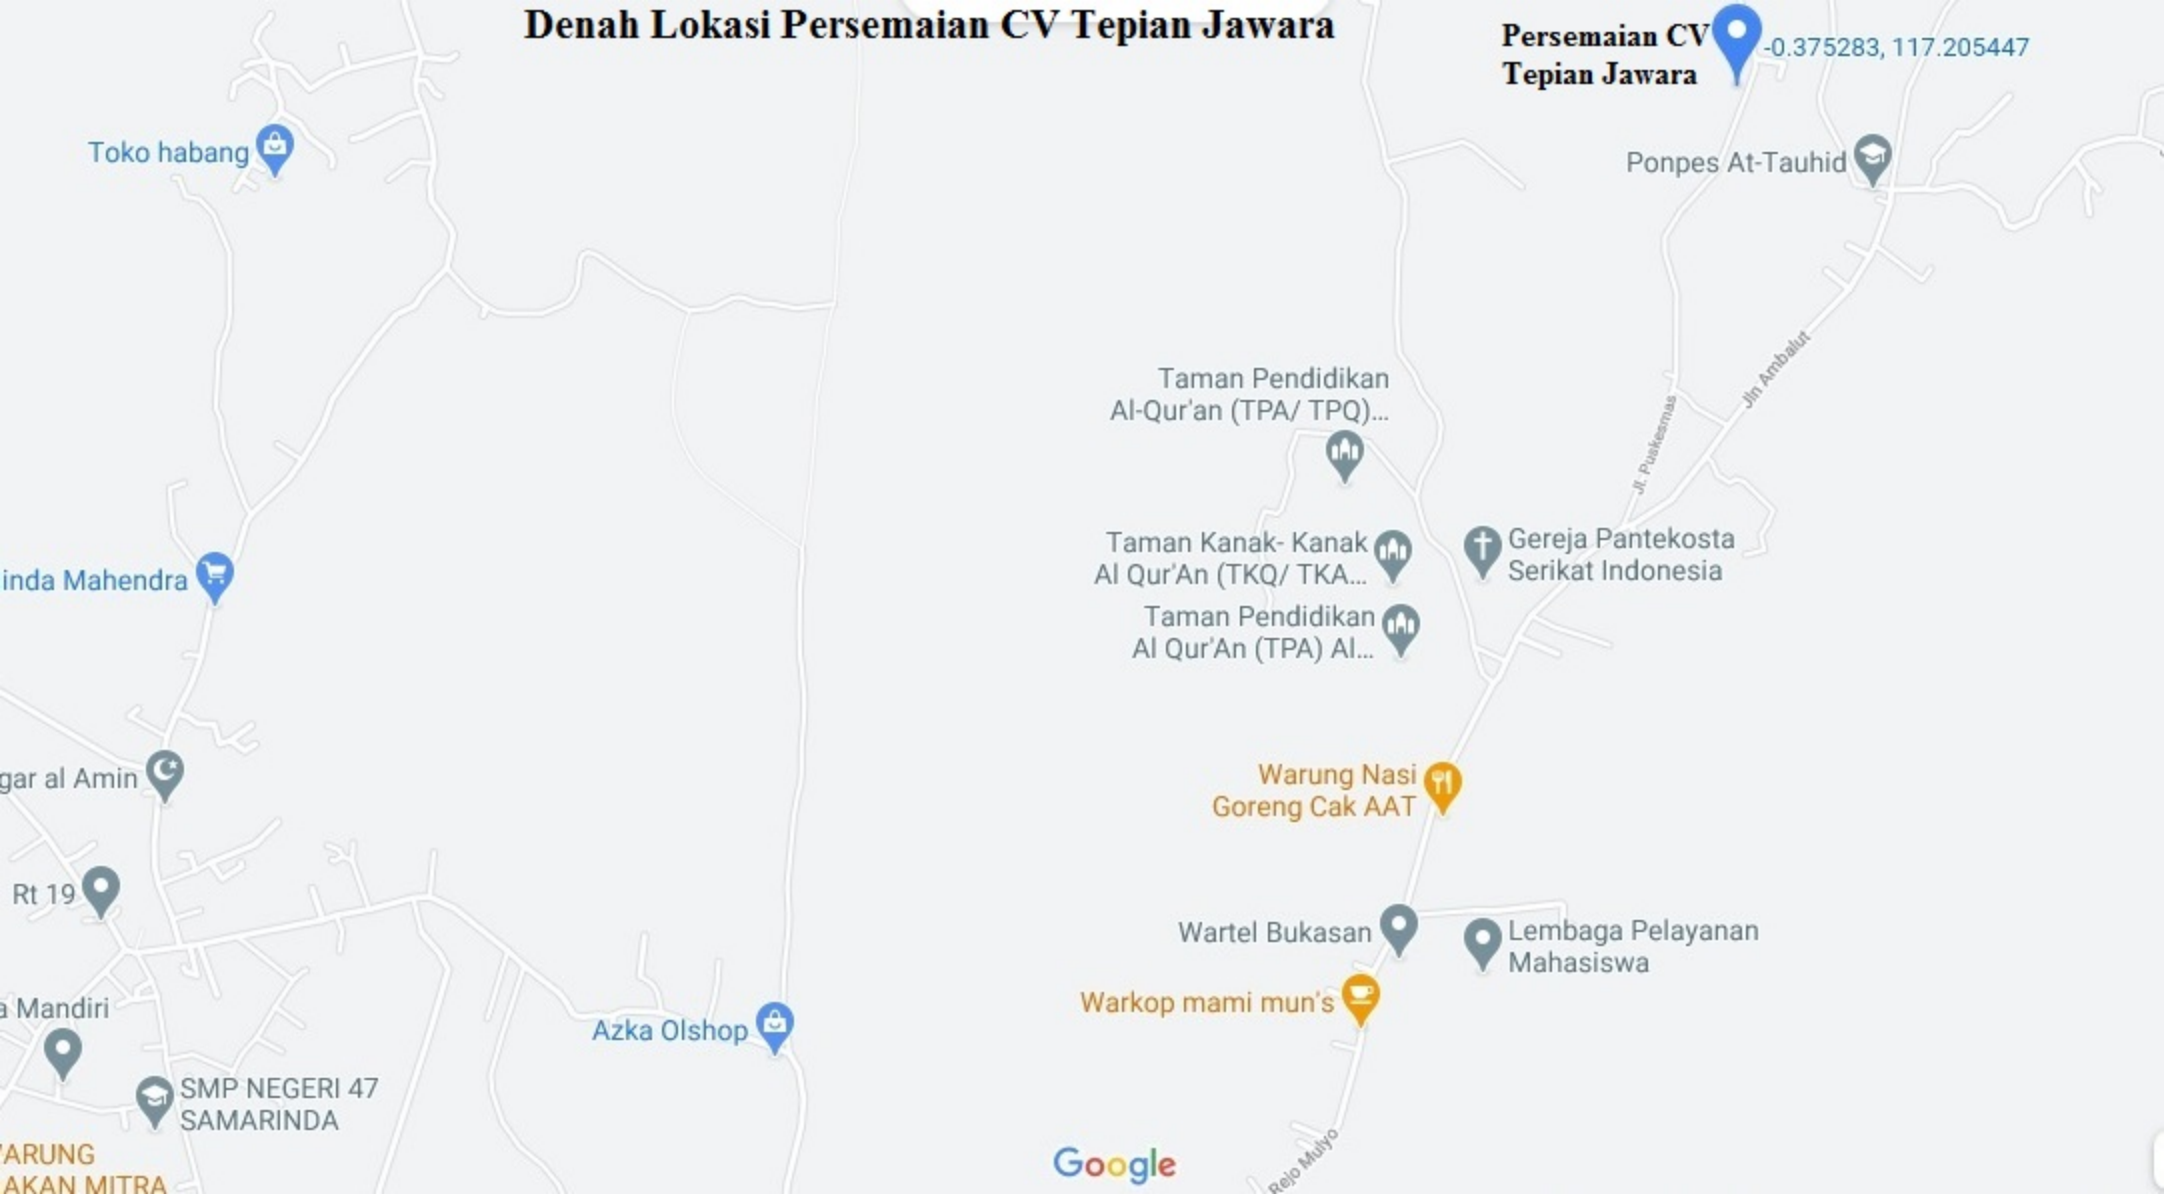 Denah Lokasi Persemaian CV Tepian Jawara
Persemaian CV
Tepian Jawara
-0.375283, 117.205447
Toko habang
Ponpes At-Tauhid
Jln Ambalut
Taman Pendidikan
Al-Qur'an (TPA/ TPQ)...
Jl. Puskesmas
Taman Kanak- Kanak
Al Qur'An (TKQ/ TKA...
Gereja Pantekosta
Serikat Indonesia
inda Mahendra
Taman Pendidikan
Al Qur'An (TPA) Al...
gar al Amin
Warung Nasi
Goreng Cak AAT
Rt 19
Wartel Bukasan
Lembaga Pelayanan
Mahasiswa
a Mandiri
Warkop mami mun's
Azka Olshop
SMP NEGERI 47
SAMARINDA
ARUNG
AKAN MITRA
Google
Rejo Mulyo